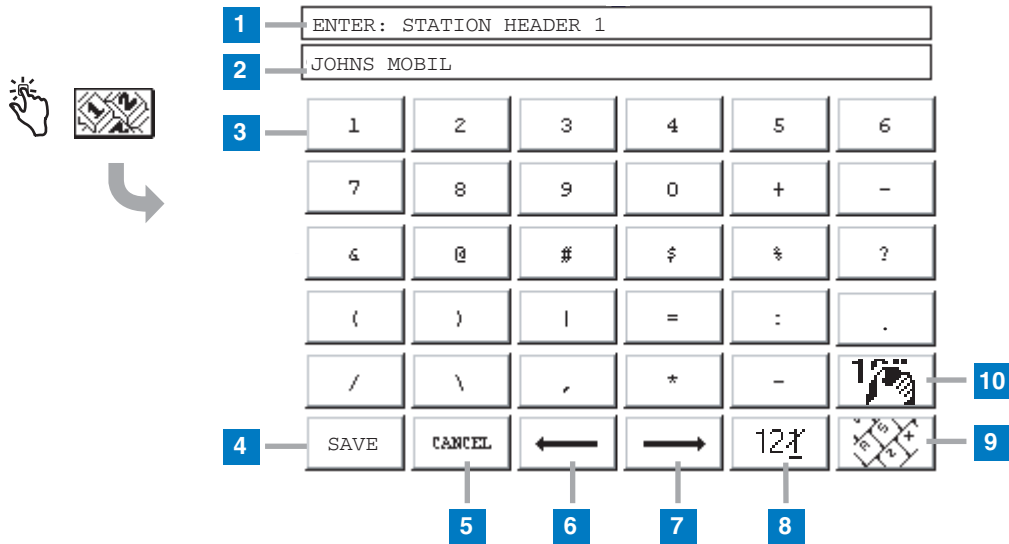 1 ENTER: STATION HEADER 1
2 JOHNS MOBIL
3 1 2 3 4 5 6
7 8 9 0 + -
& @ # $ % ?
( ) | = : .
/ \ , * - 10
4 SAVE CANCEL 121 9
5 6 7 8